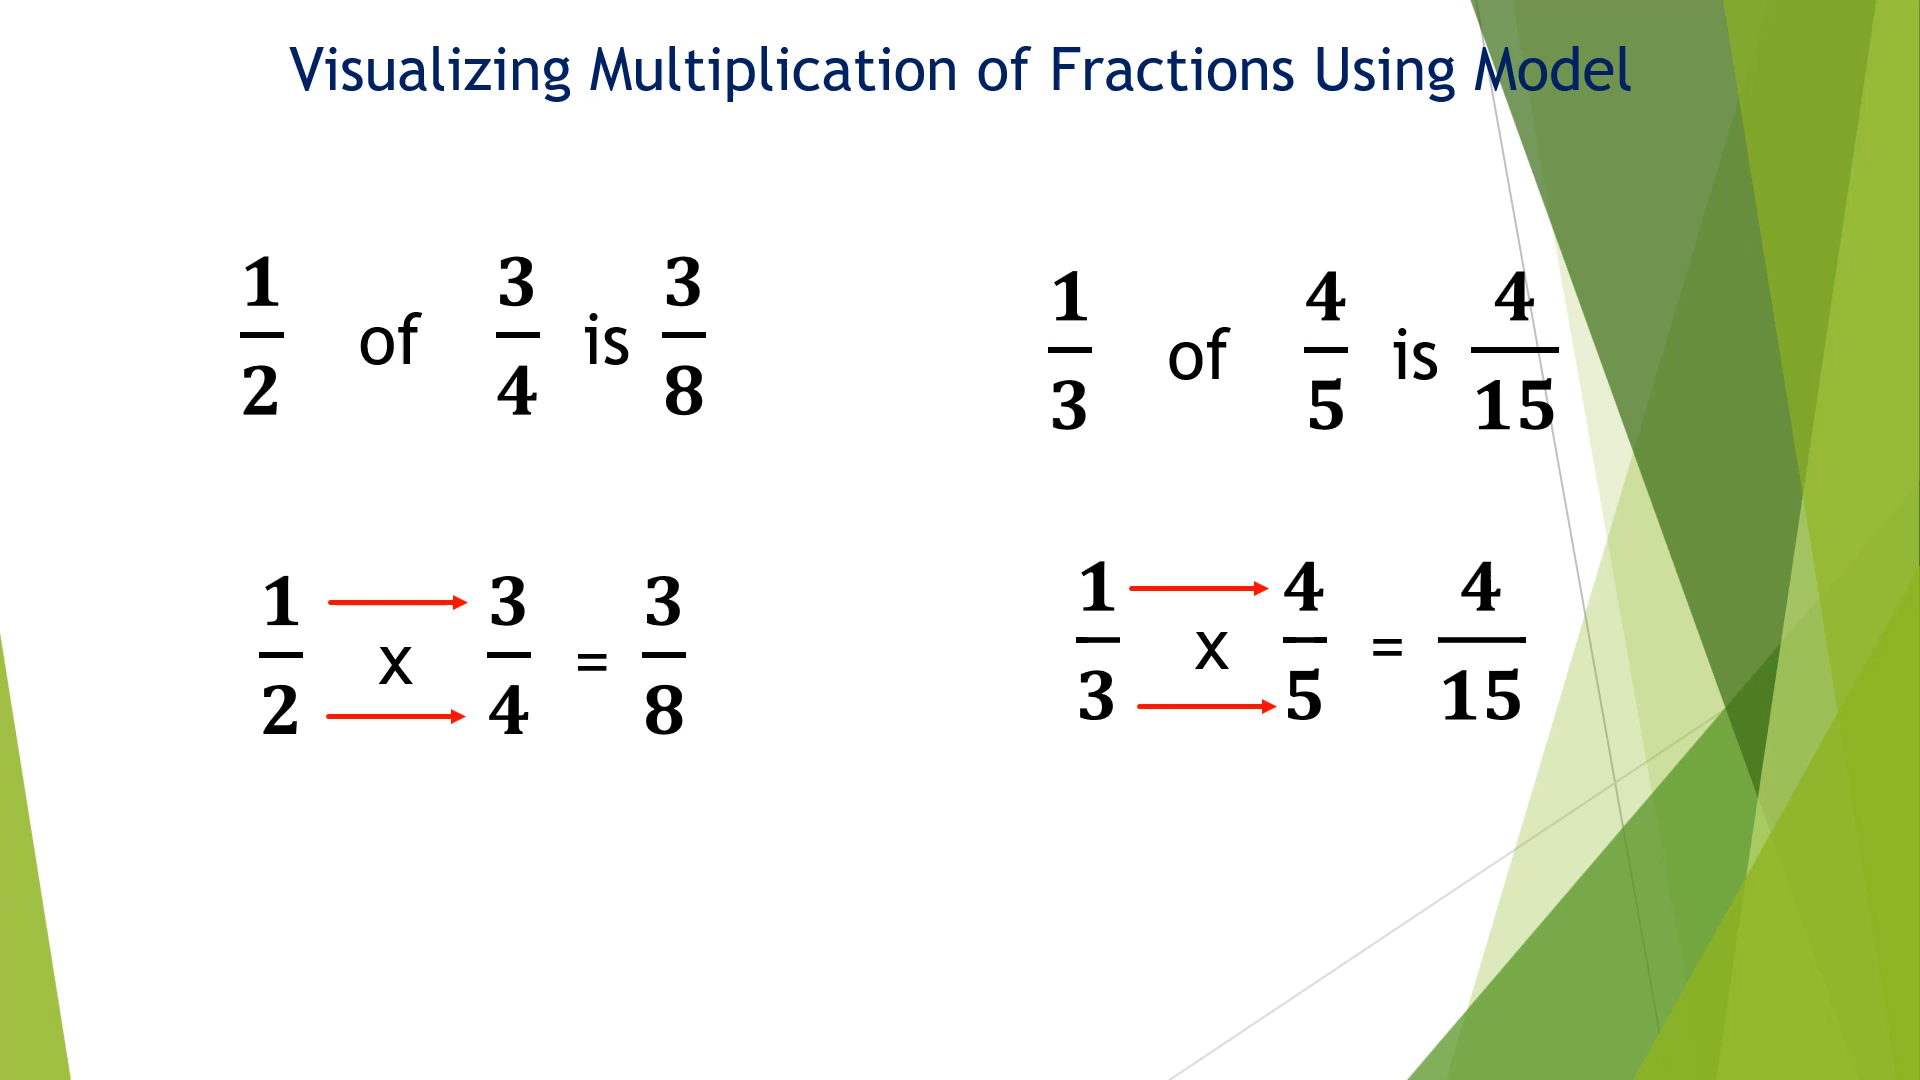 Visualizing Multiplication of Fractions Using Model
1/2 of 3/4 is 3/8
1/3 of 4/5 is 4/15
1/2 x 3/4 = 3/8
1/3 x 4/5 = 4/15